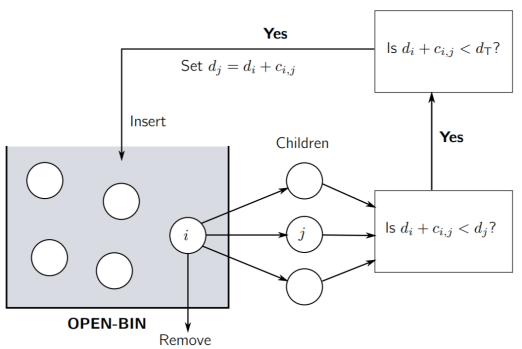 Yes
Is d_i + c_{i,j} < d_T?
Set d_j = d_i + c_{i,j}
Insert
Yes
Children
i
j
Is d_i + c_{i,j} < d_j?
OPEN-BIN
Remove